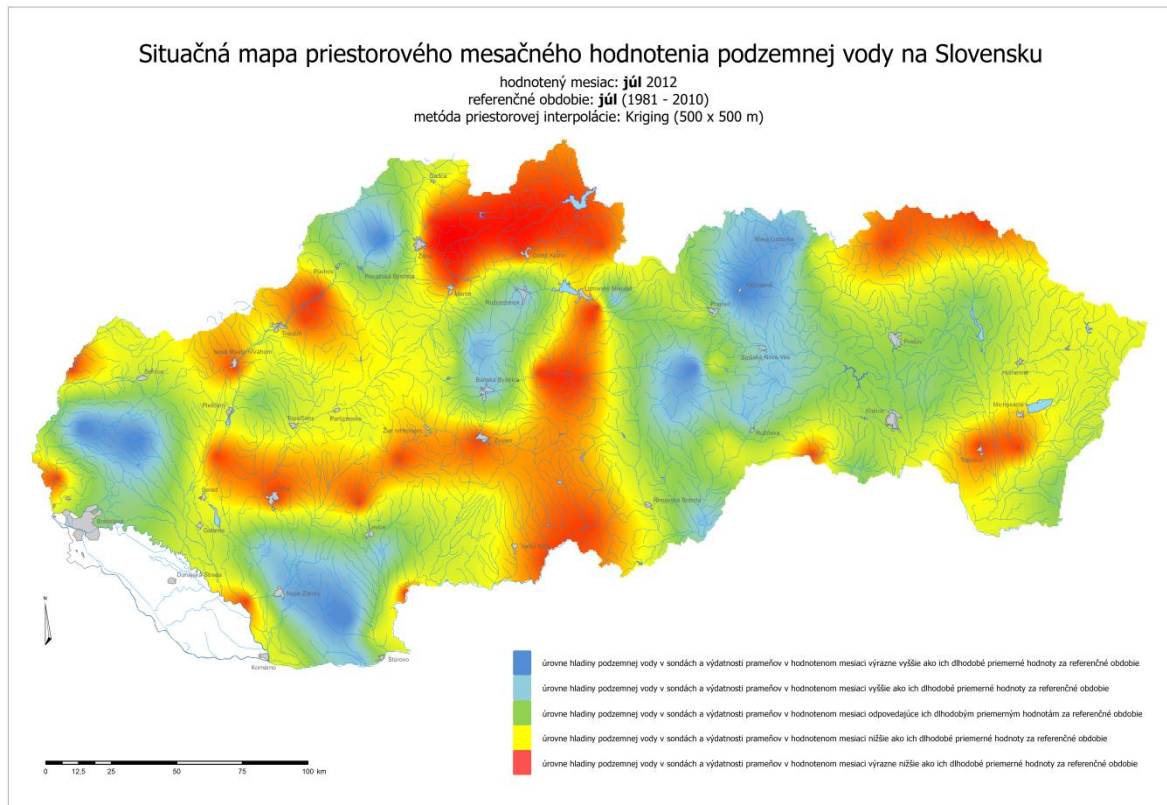 Situačná mapa priestorového mesačného hodnotenia podzemnej vody na Slovensku
hodnotený mesiac: júl 2012
referenčné obdobie: júl (1981 - 2010)
metóda priestorovej interpolácie: Kriging (500 x 500 m)
Čadca
Stará Ľubovňa
Žilina
Dolný Kubín
Púchov
Považská Bystrica
Martin
Ružomberok
Liptovský Mikuláš
Kežmarok
Poprad
Trenčín
Prešov
Nové Mesto n/Váhom
Spišská Nová Ves
Senica
Humenné
Banská Bystrica
Piešťany
Topoľčany
Partizánske
Košice
Michalovce
Žiar n/Hronom
Zvolen
Rožňava
Trebišov
Sereď
Nitra
Rimavská Sobota
Bratislava
Galanta
Levice
Veľký Krtíš
Dunajská Streda
Nové Zámky
N
Komárno
Štúrovo
úrovne hladiny podzemnej vody v sondách a výdatnosti prameňov v hodnotenom mesiaci výrazne vyššie ako ich dlhodobé priemerné hodnoty za referenčné obdobie
úrovne hladiny podzemnej vody v sondách a výdatnosti prameňov v hodnotenom mesiaci vyššie ako ich dlhodobé priemerné hodnoty za referenčné obdobie
úrovne hladiny podzemnej vody v sondách a výdatnosti prameňov v hodnotenom mesiaci odpovedajúce ich dlhodobým priemerným hodnotám za referenčné obdobie
úrovne hladiny podzemnej vody v sondách a výdatnosti prameňov v hodnotenom mesiaci nižšie ako ich dlhodobé priemerné hodnoty za referenčné obdobie
úrovne hladiny podzemnej vody v sondách a výdatnosti prameňov v hodnotenom mesiaci výrazne nižšie ako ich dlhodobé priemerné hodnoty za referenčné obdobie
0 12,5 25 50 75 100 km